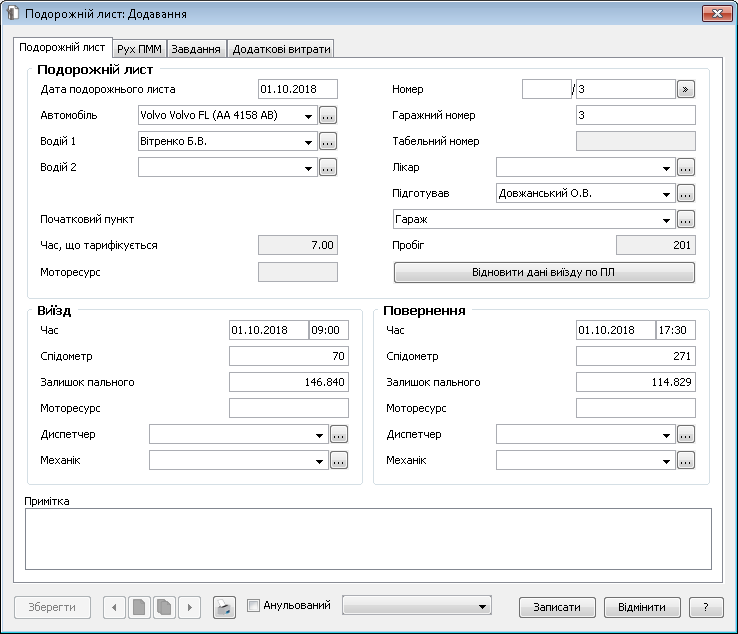 Подорожній лист: Додавання
Подорожній лист Рух ПММ Завдання Додаткові витрати
Подорожній лист
Дата подорожнього листа 01.10.2018 Номер / 3 »
Автомобіль Volvo Volvo FL (AA 4158 AB) ... Гаражний номер 3
Водій 1 Вітренко Б.В. ... Табельний номер
Водій 2 ... Лікар ...
Підготував Довжанський О.В. ...
Початковий пункт Гараж ...
Час, що тарифікується 7.00 Пробіг 201
Моторесурс Відновити дані виїзду по ПЛ
Виїзд Повернення
Час 01.10.2018 09:00 Час 01.10.2018 17:30
Спідометр 70 Спідометр 271
Залишок пального 146.840 Залишок пального 114.829
Моторесурс Моторесурс
Диспетчер ... Диспетчер ...
Механік ... Механік ...
Примітка
Зберегти Анульований Записати Відмінити ?